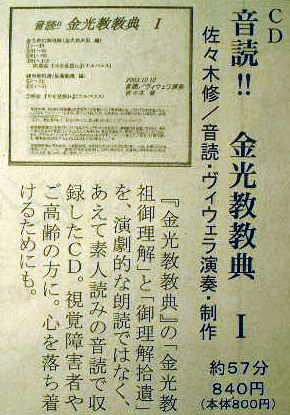 CD
音読!! 金光教教典 I
佐々木修／音読・ヴィウェラ演奏・制作
約57分
840円
(本体800円)
『金光教教典』の「金光教
祖御理解」と「御理解拾遺」
を、演劇的な朗読ではなく、
あえて素人読みの音読で収
録したCD。視覚障害者や
ご高齢の方に。心を落ち着
けるためにも。
音読!! 金光教教典 I
2003.10.10